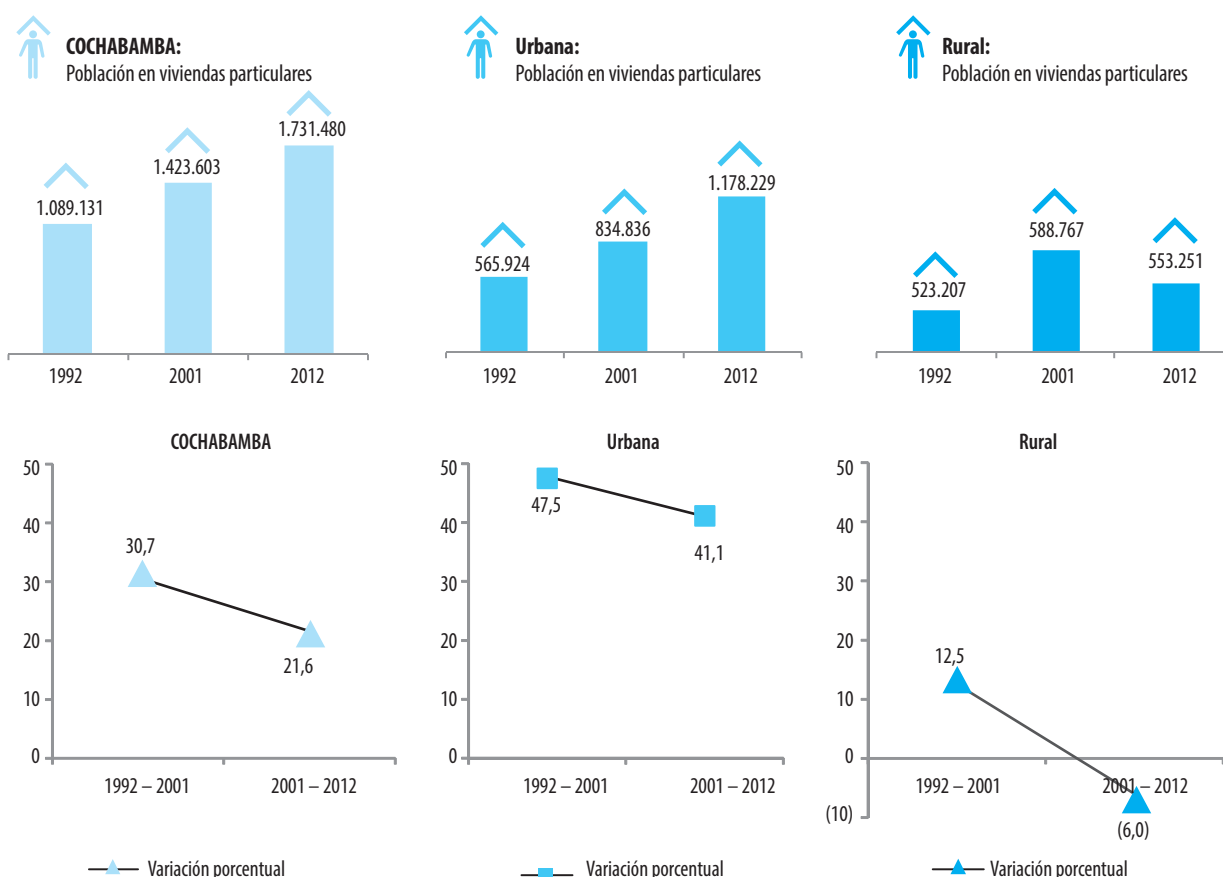 COCHABAMBA:
Población en viviendas particulares
1.089.131
1.423.603
1.731.480
1992
2001
2012
Urbana:
Población en viviendas particulares
565.924
834.836
1.178.229
1992
2001
2012
Rural:
Población en viviendas particulares
523.207
588.767
553.251
1992
2001
2012
COCHABAMBA
50
40
30
20
10
0
30,7
21,6
1992 – 2001
2001 – 2012
Variación porcentual
Urbana
50
40
30
20
10
0
47,5
41,1
1992 – 2001
2001 – 2012
Variación porcentual
Rural
50
40
30
20
10
0
(10)
12,5
(6,0)
1992 – 2001
2001 – 2012
Variación porcentual